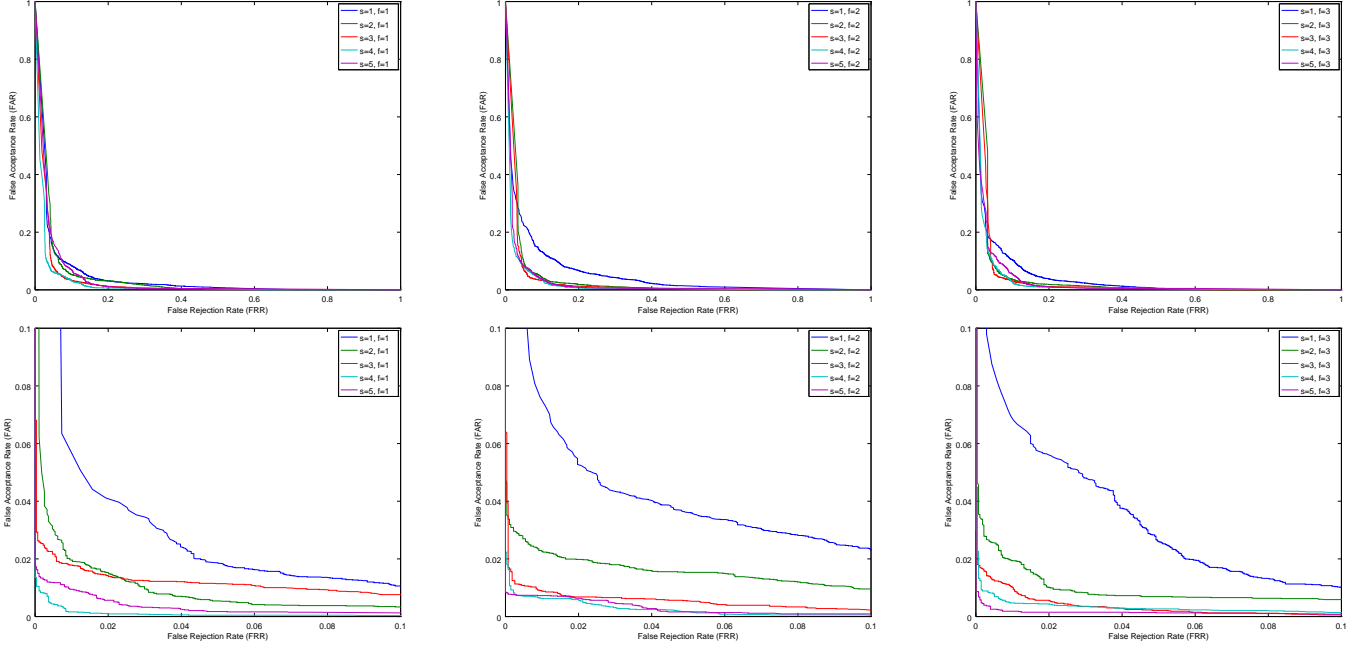 s=1, f=1
s=2, f=1
s=3, f=1
s=4, f=1
s=5, f=1
1
0.8
0.6
0.4
0.2
0
False Acceptance Rate (FAR)
0 0.2 0.4 0.6 0.8 1
False Rejection Rate (FRR)
s=1, f=2
s=2, f=2
s=3, f=2
s=4, f=2
s=5, f=2
1
0.8
0.6
0.4
0.2
0
False Acceptance Rate (FAR)
0 0.2 0.4 0.6 0.8 1
False Rejection Rate (FRR)
s=1, f=3
s=2, f=3
s=3, f=3
s=4, f=3
s=5, f=3
1
0.8
0.6
0.4
0.2
0
False Acceptance Rate (FAR)
0 0.2 0.4 0.6 0.8 1
False Rejection Rate (FRR)
s=1, f=1
s=2, f=1
s=3, f=1
s=4, f=1
s=5, f=1
0.1
0.08
0.06
0.04
0.02
0
False Acceptance Rate (FAR)
0 0.02 0.04 0.06 0.08 0.1
False Rejection Rate (FRR)
s=1, f=2
s=2, f=2
s=3, f=2
s=4, f=2
s=5, f=2
0.1
0.08
0.06
0.04
0.02
0
False Acceptance Rate (FAR)
0 0.02 0.04 0.06 0.08 0.1
False Rejection Rate (FRR)
s=1, f=3
s=2, f=3
s=3, f=3
s=4, f=3
s=5, f=3
0.1
0.08
0.06
0.04
0.02
0
False Acceptance Rate (FAR)
0 0.02 0.04 0.06 0.08 0.1
False Rejection Rate (FRR)